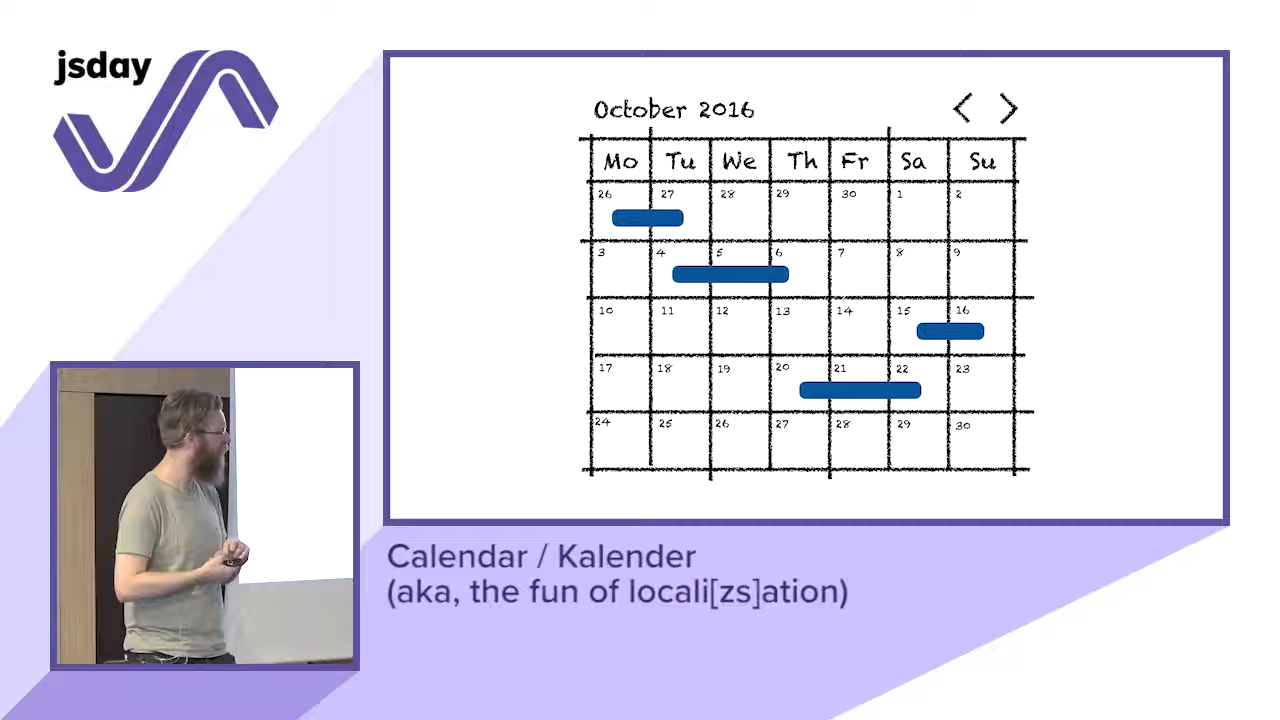 jsday
October 2016
Mo Tu We Th Fr Sa Su
26 27 28 29 30 1 2
3 4 5 6 7 8 9
10 11 12 13 14 15 16
17 18 19 20 21 22 23
24 25 26 27 28 29 30
Calendar / Kalender
(aka, the fun of locali[zs]ation)